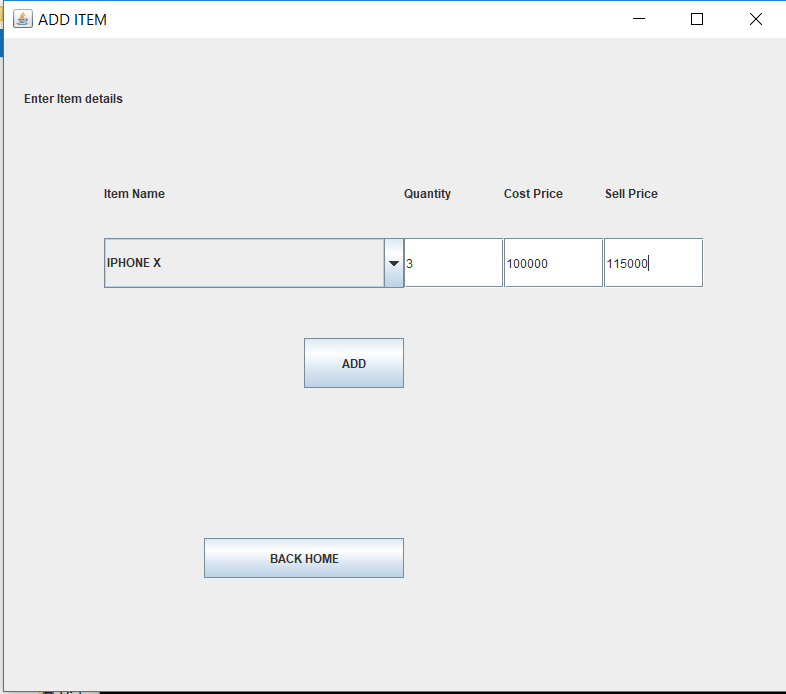 ADD ITEM
Enter Item details
Item Name Quantity Cost Price Sell Price
IPHONE X 3 100000 115000
ADD
BACK HOME